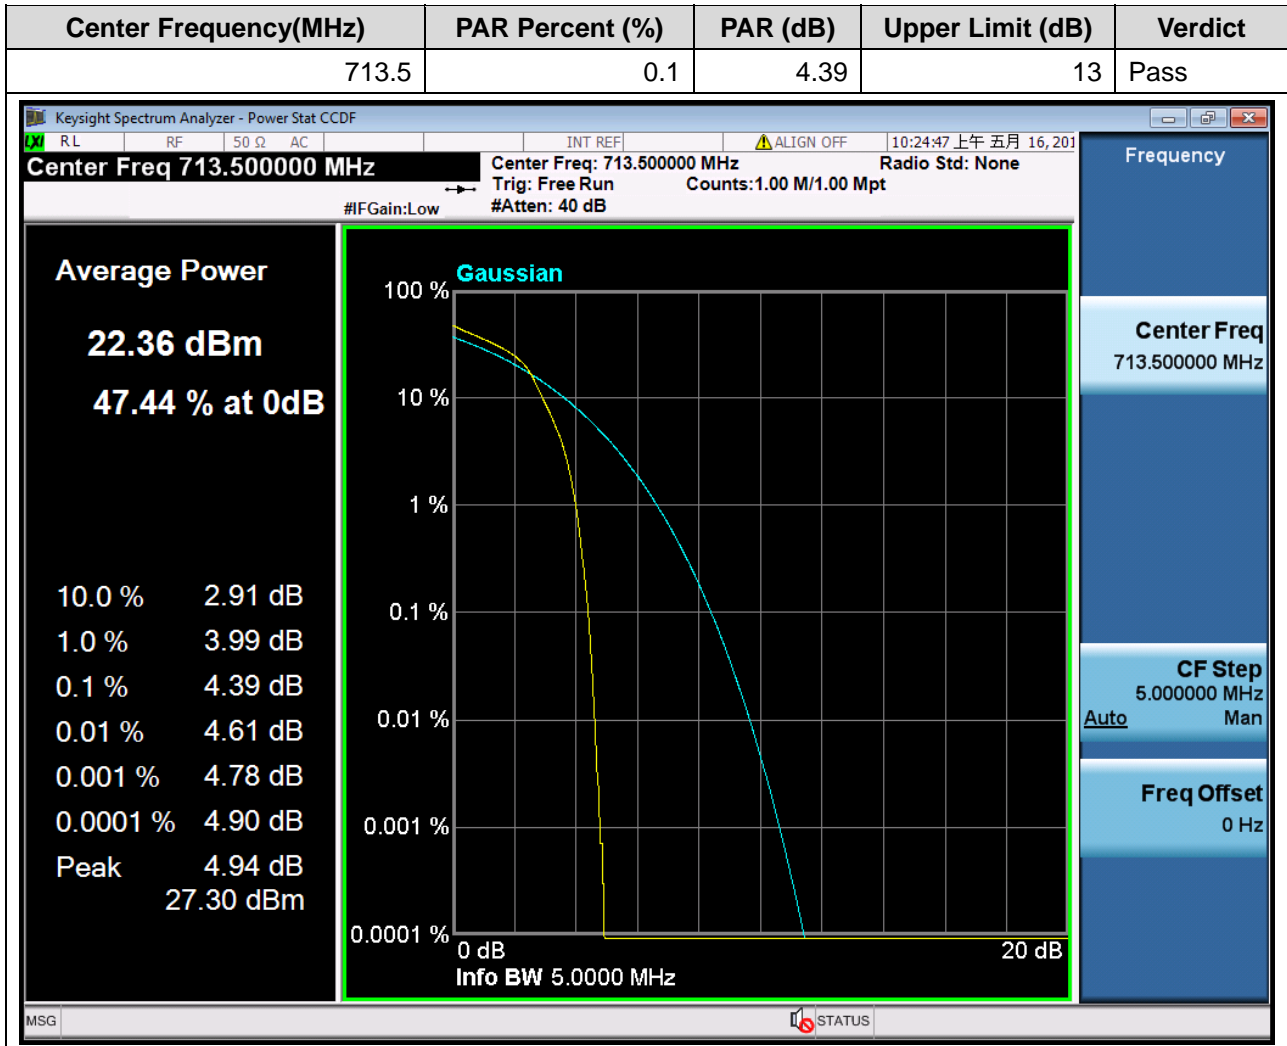 Center Frequency(MHz) PAR Percent (%) PAR (dB) Upper Limit (dB) Verdict
713.5 0.1 4.39 13 Pass
Keysight Spectrum Analyzer - Power Stat CCDF
LXI RL RF 50 Ω AC INT REF ALIGN OFF 10:24:47 上午 五月 16, 201
Center Freq 713.500000 MHz
Center Freq: 713.500000 MHz Radio Std: None
Trig: Free Run Counts:1.00 M/1.00 Mpt
#IFGain:Low #Atten: 40 dB
Average Power
22.36 dBm
47.44 % at 0dB
10.0 % 2.91 dB
1.0 % 3.99 dB
0.1 % 4.39 dB
0.01 % 4.61 dB
0.001 % 4.78 dB
0.0001 % 4.90 dB
Peak 4.94 dB
27.30 dBm
Gaussian
100 %
10 %
1 %
0.1 %
0.01 %
0.001 %
0.0001 %
0 dB 20 dB
Info BW 5.0000 MHz
Frequency
Center Freq
713.500000 MHz
CF Step
5.000000 MHz
Auto Man
Freq Offset
0 Hz
MSG STATUS